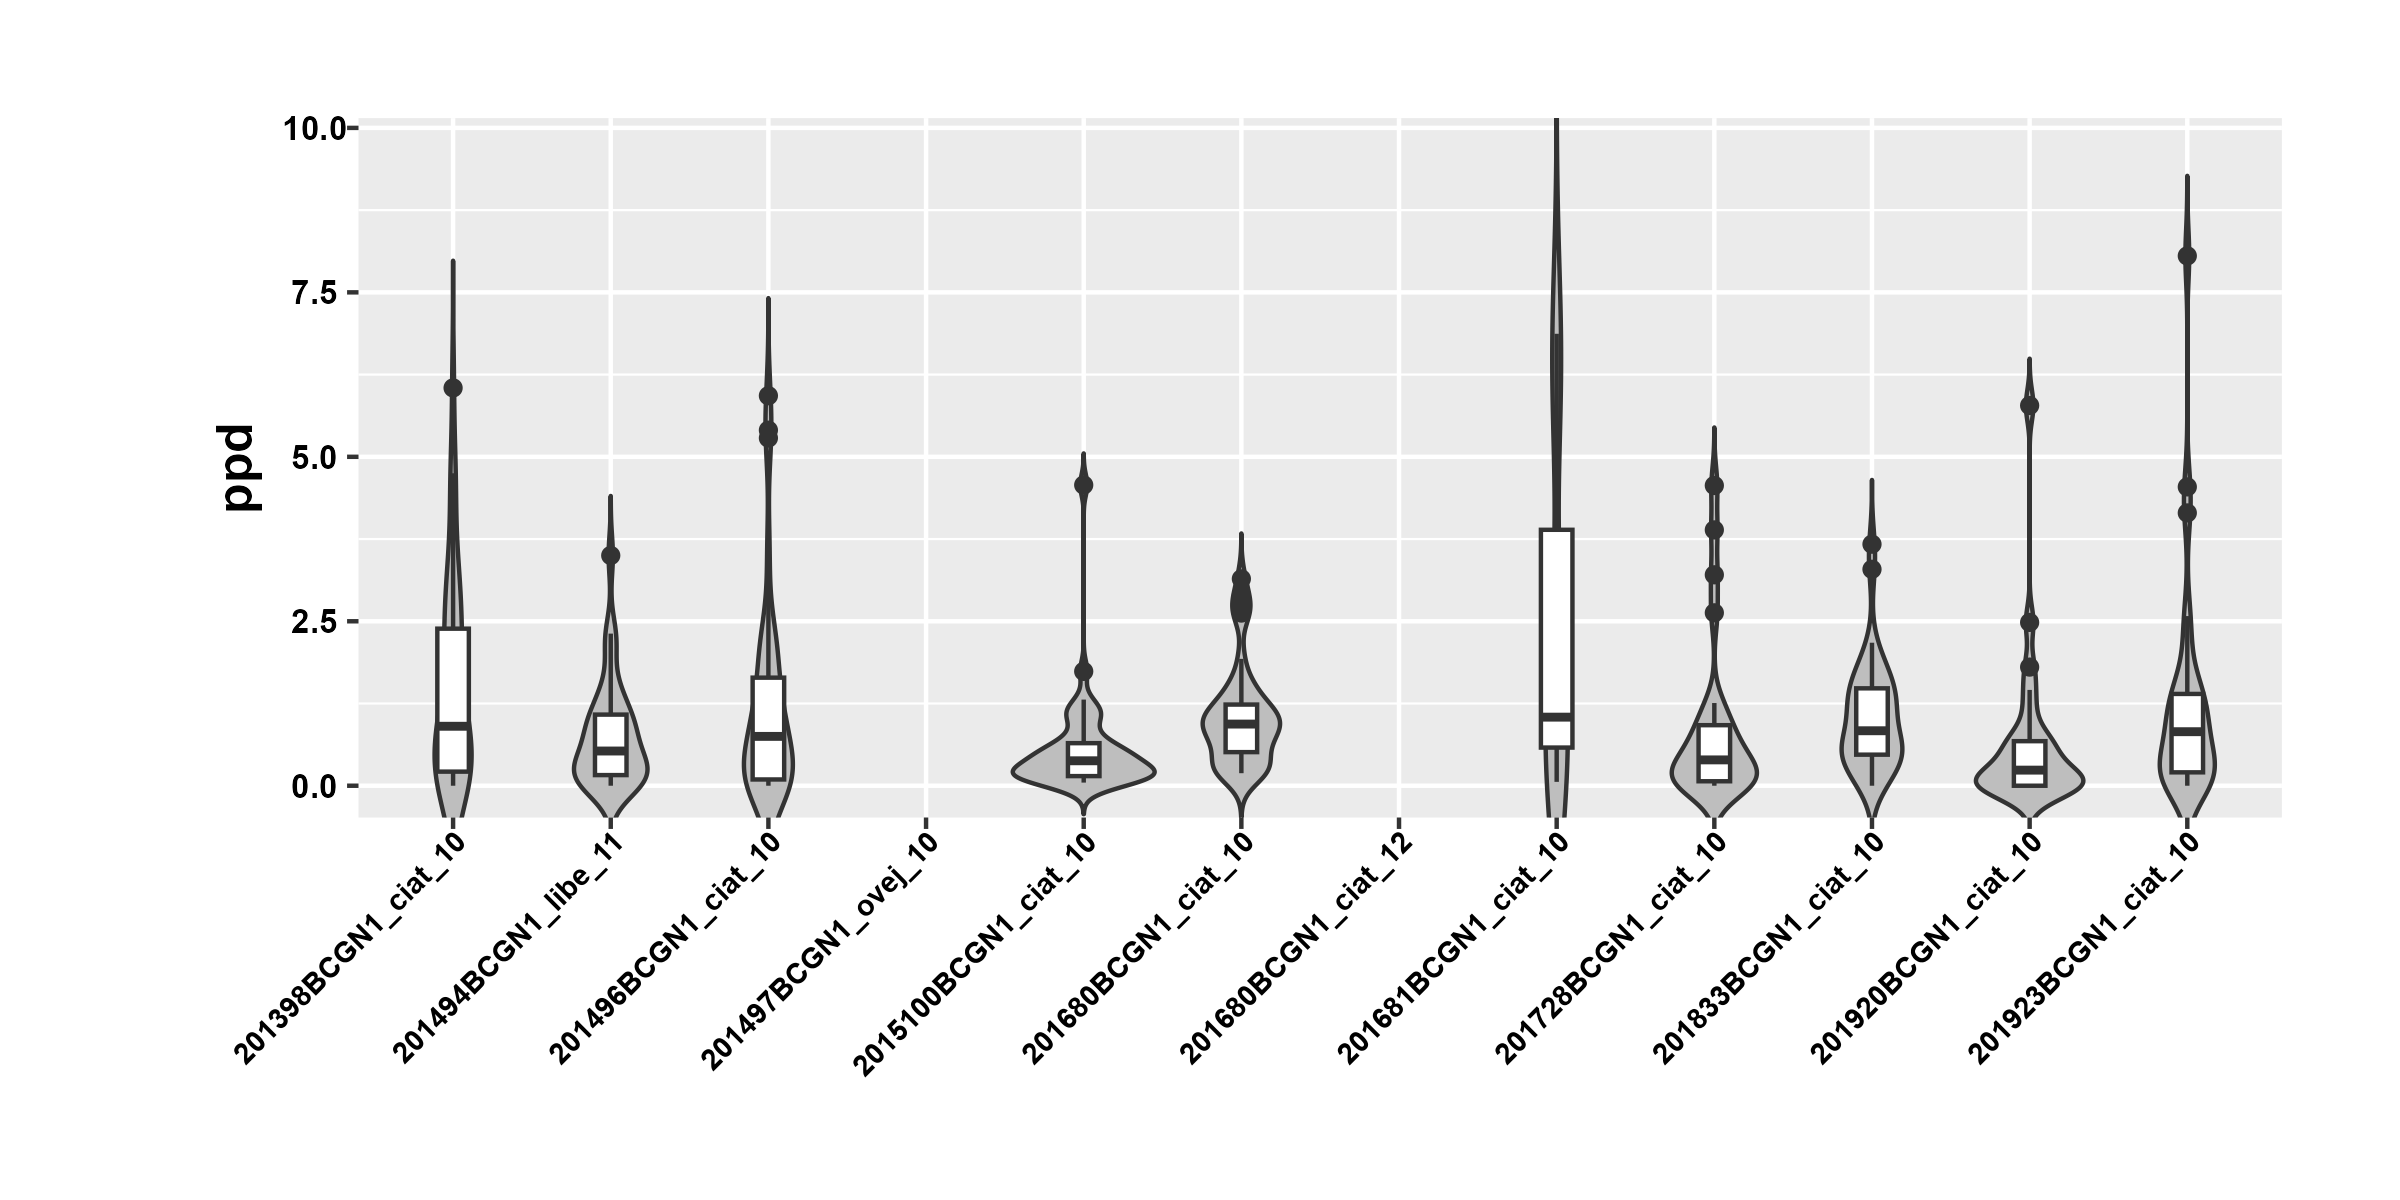 10.0
7.5
5.0
2.5
0.0
ppd
201398BCGN1_ciat_10
201494BCGN1_libe_11
201496BCGN1_ciat_10
201497BCGN1_ovej_10
2015100BCGN1_ciat_10
201680BCGN1_ciat_10
201680BCGN1_ciat_12
201681BCGN1_ciat_10
201728BCGN1_ciat_10
201833BCGN1_ciat_10
201920BCGN1_ciat_10
201923BCGN1_ciat_10